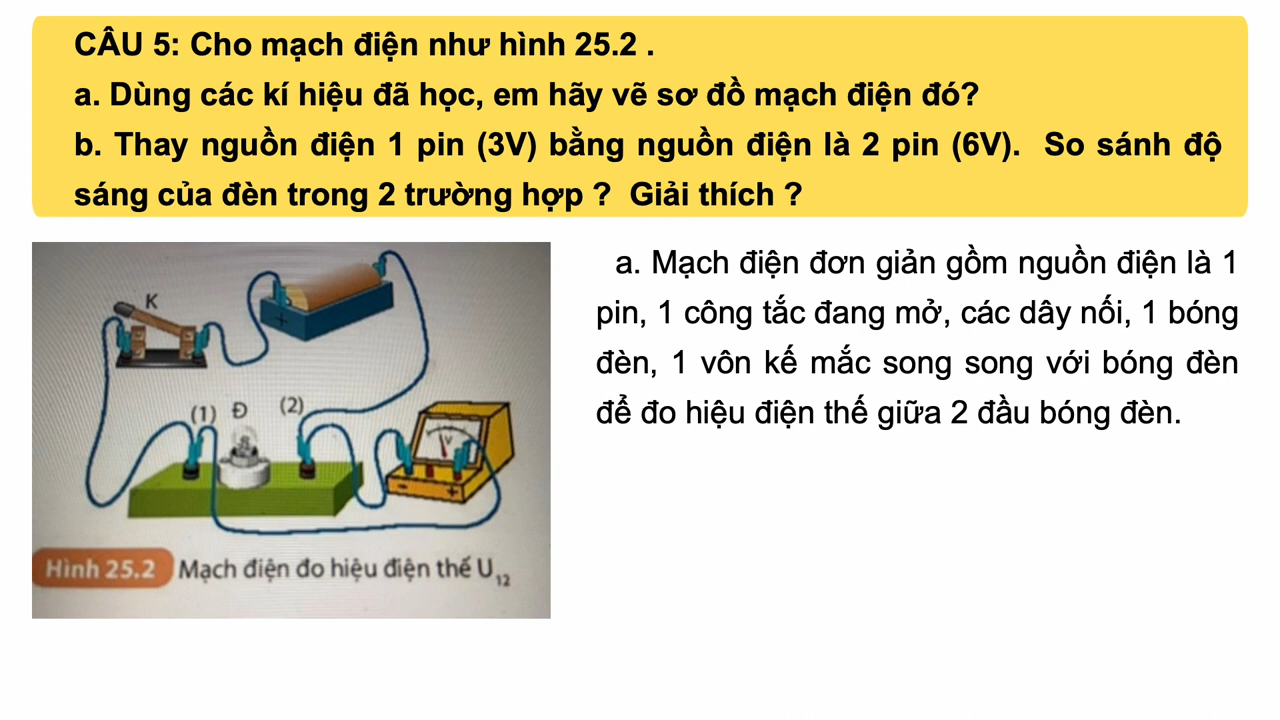 CÂU 5: Cho mạch điện như hình 25.2 .
a. Dùng các kí hiệu đã học, em hãy vẽ sơ đồ mạch điện đó?
b. Thay nguồn điện 1 pin (3V) bằng nguồn điện là 2 pin (6V). So sánh độ
sáng của đèn trong 2 trường hợp ? Giải thích ?
a. Mạch điện đơn giản gồm nguồn điện là 1
pin, 1 công tắc đang mở, các dây nối, 1 bóng
đèn, 1 vôn kế mắc song song với bóng đèn
để đo hiệu điện thế giữa 2 đầu bóng đèn.
K
+
(1) Đ (2)
V
- +
Hình 25.2 Mạch điện đo hiệu điện thế U12